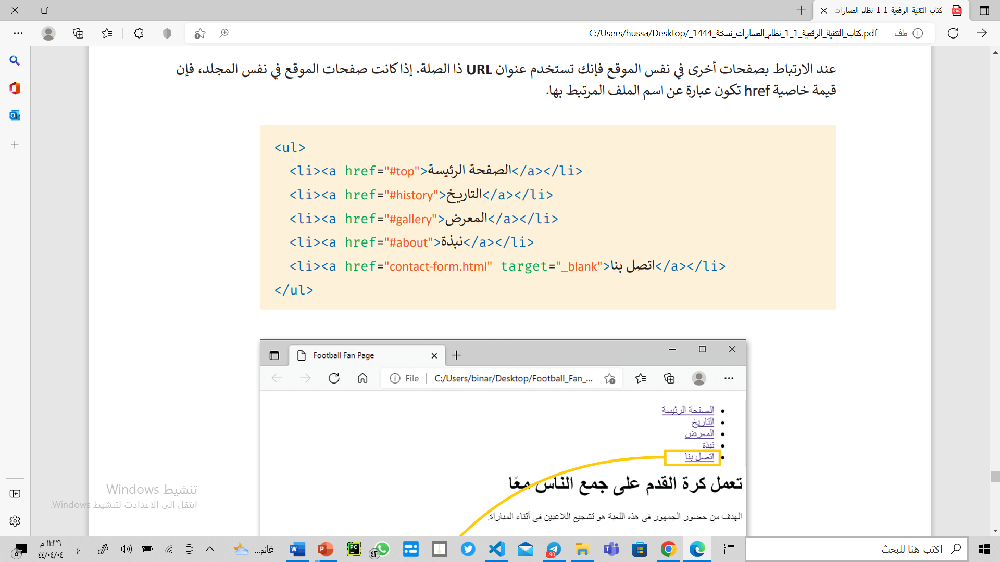 كتاب_التقنية_الرقمية_1_1_نظام_المسارات_
ملف
C:/Users/hussa/Desktop/_كتاب_التقنية_الرقمية_1_1_نظام_المسارات_نسخة_1444.pdf
عند الارتباط بصفحات أخرى في نفس الموقع فإنك تستخدم عنوان URL ذا الصلة. إذا كانت صفحات الموقع في نفس المجلد، فإن
قيمة خاصية href تكون عبارة عن اسم الملف المرتبط بها.
<ul>
<li><a href="#top">الصفحة الرئيسة</a></li>
<li><a href="#history">التاريخ</a></li>
<li><a href="#gallery">المعرض</a></li>
<li><a href="#about">نبذة</a></li>
<li><a href="contact-form.html" target="_blank">اتصل بنا</a></li>
</ul>
Football Fan Page
File
C:/Users/binar/Desktop/Football_Fan_...
الصفحة الرئيسة
التاريخ
المعرض
نبذة
اتصل بنا
تعمل كرة القدم على جمع الناس معًا
الهدف من حضور الجمهور في هذه اللعبة هو تشجيع اللاعبين في أثناء المباراة.
تنشيط Windows
انتقل إلى الإعدادت لتنشيط Windows.
اكتب هنا للبحث
90..
٤٢
غائم...
ع
١١:٣٩ م
٤٤/٠٤/٠٤
٥